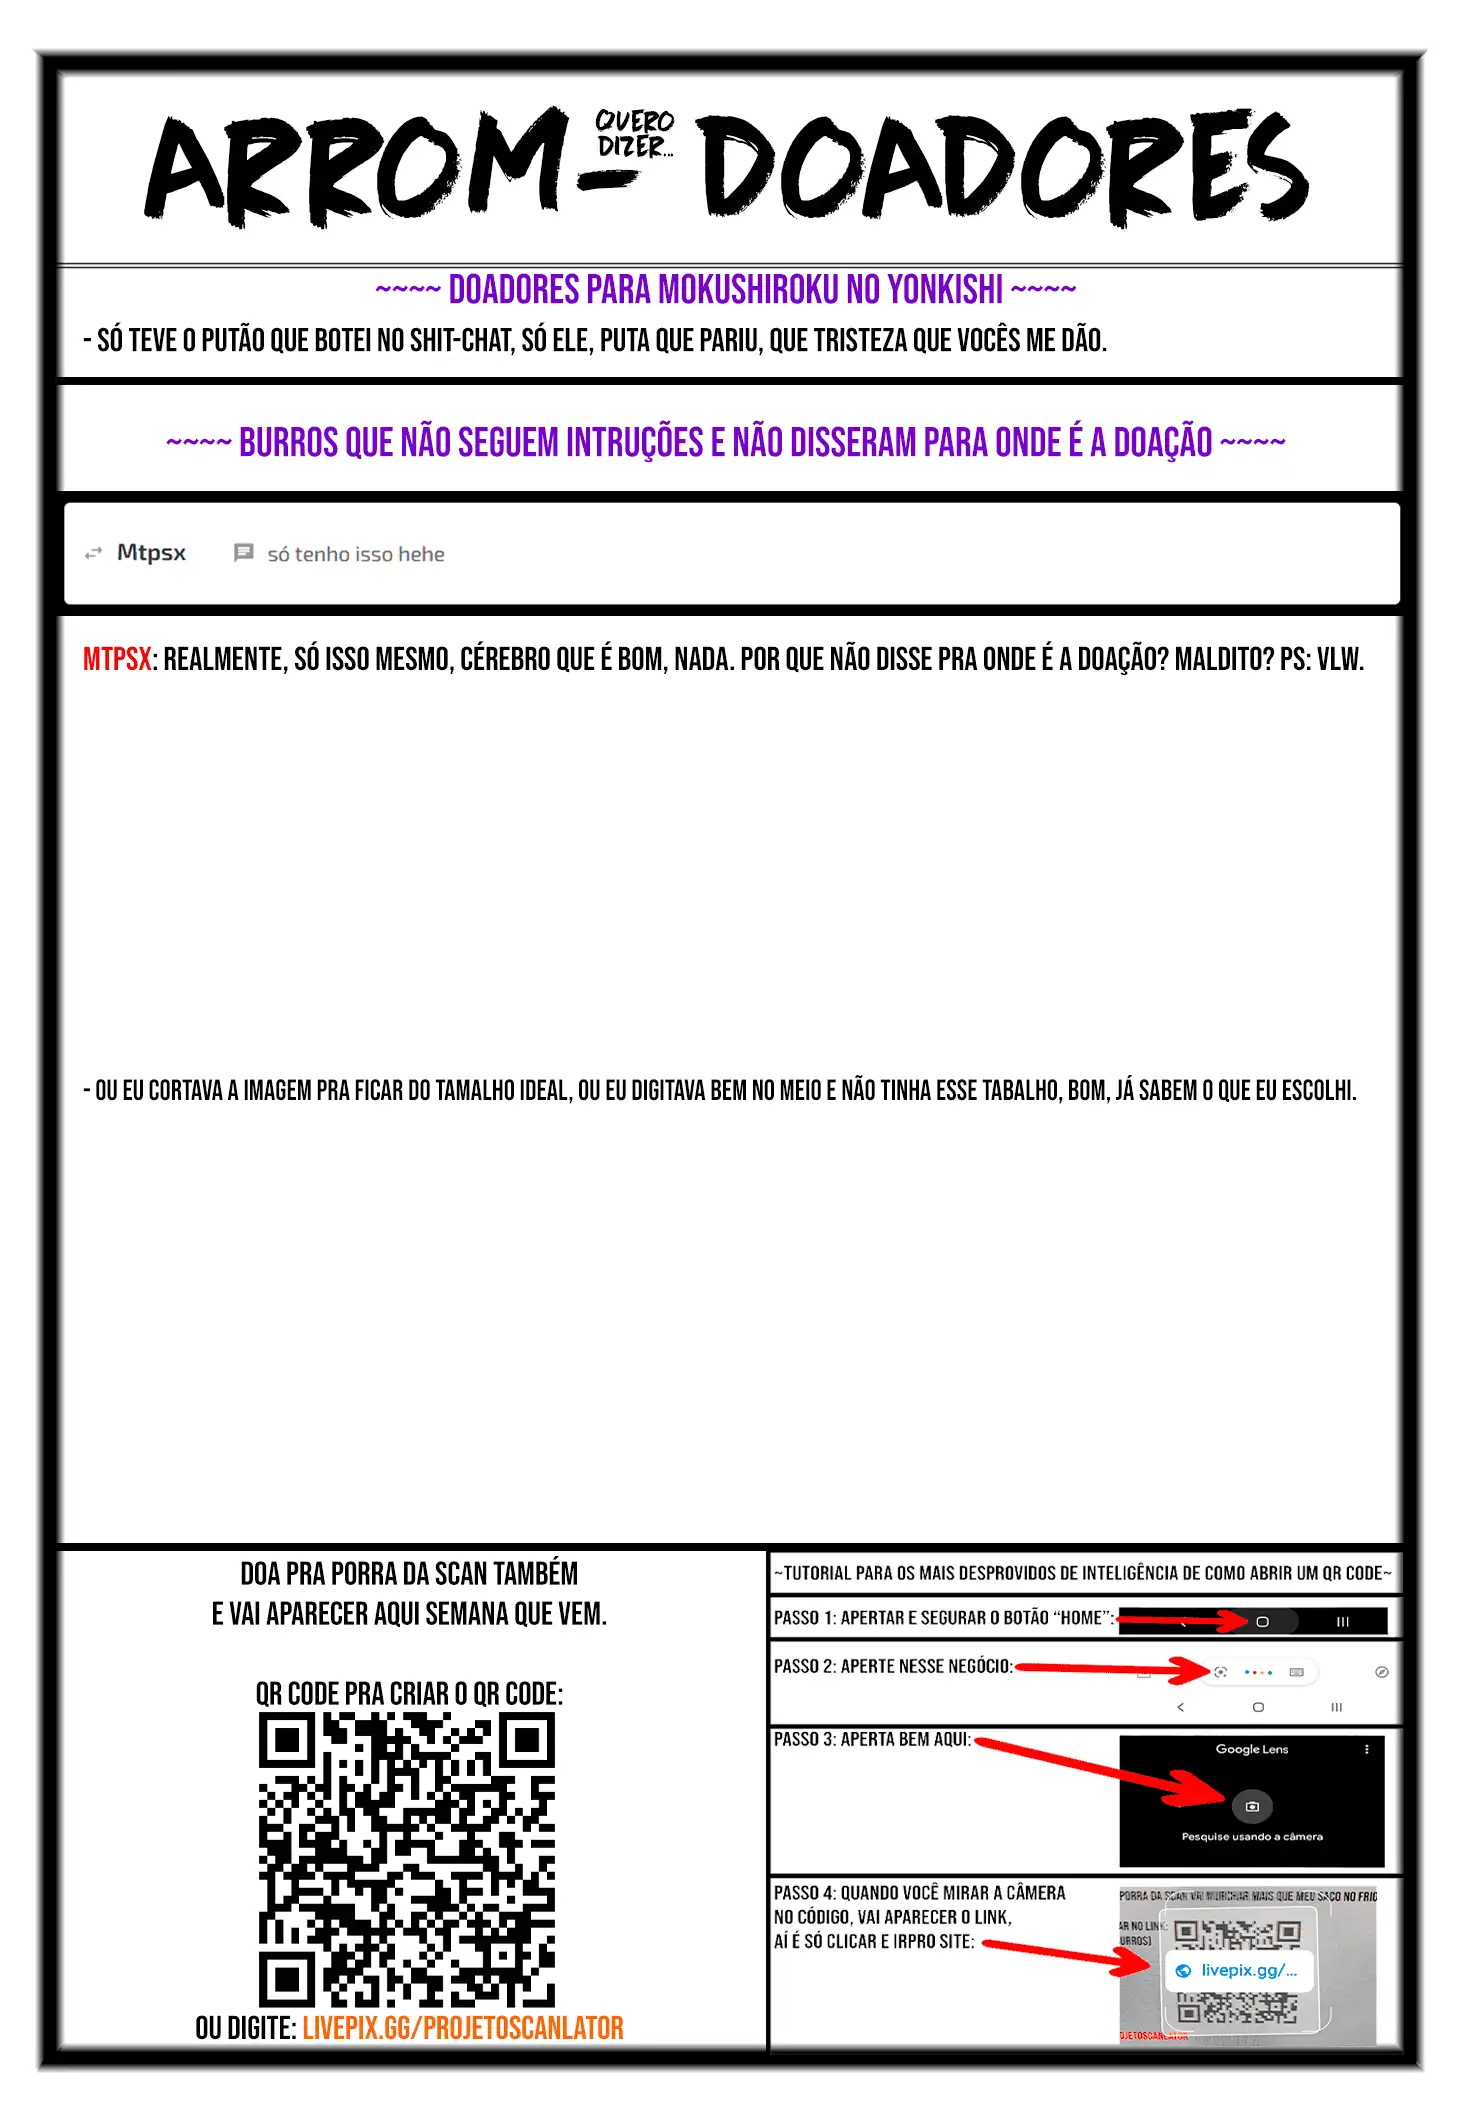 ARROM- QUERO DIZER... DOADORES
~~~~ DOADORES PARA MOKUSHIROKU NO YONKISHI ~~~~
- SÓ TEVE O PUTÃO QUE BOTEI NO SHIT-CHAT, SÓ ELE, PUTA QUE PARIU, QUE TRISTEZA QUE VOCÊS ME DÃO.
~~~~ BURROS QUE NÃO SEGUEM INTRUÇÕES E NÃO DISSERAM PARA ONDE É A DOAÇÃO ~~~~
Mtpsx só tenho isso hehe
MTPSX: REALMENTE, SÓ ISSO MESMO, CÉREBRO QUE É BOM, NADA. POR QUE NÃO DISSE PRA ONDE É A DOAÇÃO? MALDITO? PS: VLW.
- OU EU CORTAVA A IMAGEM PRA FICAR DO TAMALHO IDEAL, OU EU DIGITAVA BEM NO MEIO E NÃO TINHA ESSE TABALHO, BOM, JÁ SABEM O QUE EU ESCOLHI.
DOA PRA PORRA DA SCAN TAMBÉM
E VAI APARECER AQUI SEMANA QUE VEM.
QR CODE PRA CRIAR O QR CODE:
OU DIGITE: LIVEPIX.GG/PROJETOSCANLATOR
~TUTORIAL PARA OS MAIS DESPROVIDOS DE INTELIGÊNCIA DE COMO ABRIR UM QR CODE~
PASSO 1: APERTAR E SEGURAR O BOTÃO “HOME”:
PASSO 2: APERTE NESSE NEGÓCIO:
PASSO 3: APERTA BEM AQUI:
Google Lens
Pesquise usando a câmera
PASSO 4: QUANDO VOCÊ MIRAR A CÂMERA
NO CÓDIGO, VAI APARECER O LINK,
AÍ É SÓ CLICAR E IRPRO SITE:
PORRA DA SCAN VAI MURCHAR MAIS QUE MEU SACO NO FRIO
AR NO LINK:
URROS)
livepix.gg/...
OJETOSCANLATOR